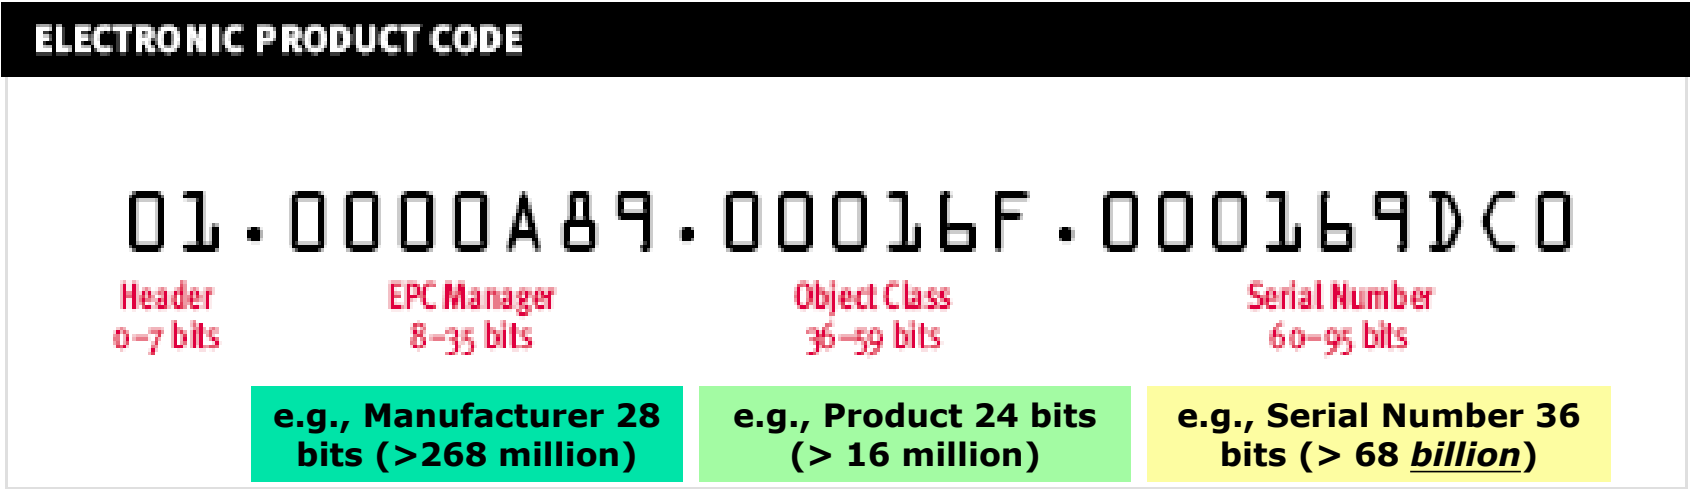 ELECTRONIC PRODUCT CODE
01.0000A89.00016F.000169DC0
Header EPC Manager Object Class Serial Number
0–7 bits 8–35 bits 36–59 bits 60–95 bits
e.g., Manufacturer 28 bits (>268 million)
e.g., Product 24 bits (> 16 million)
e.g., Serial Number 36 bits (> 68 billion)